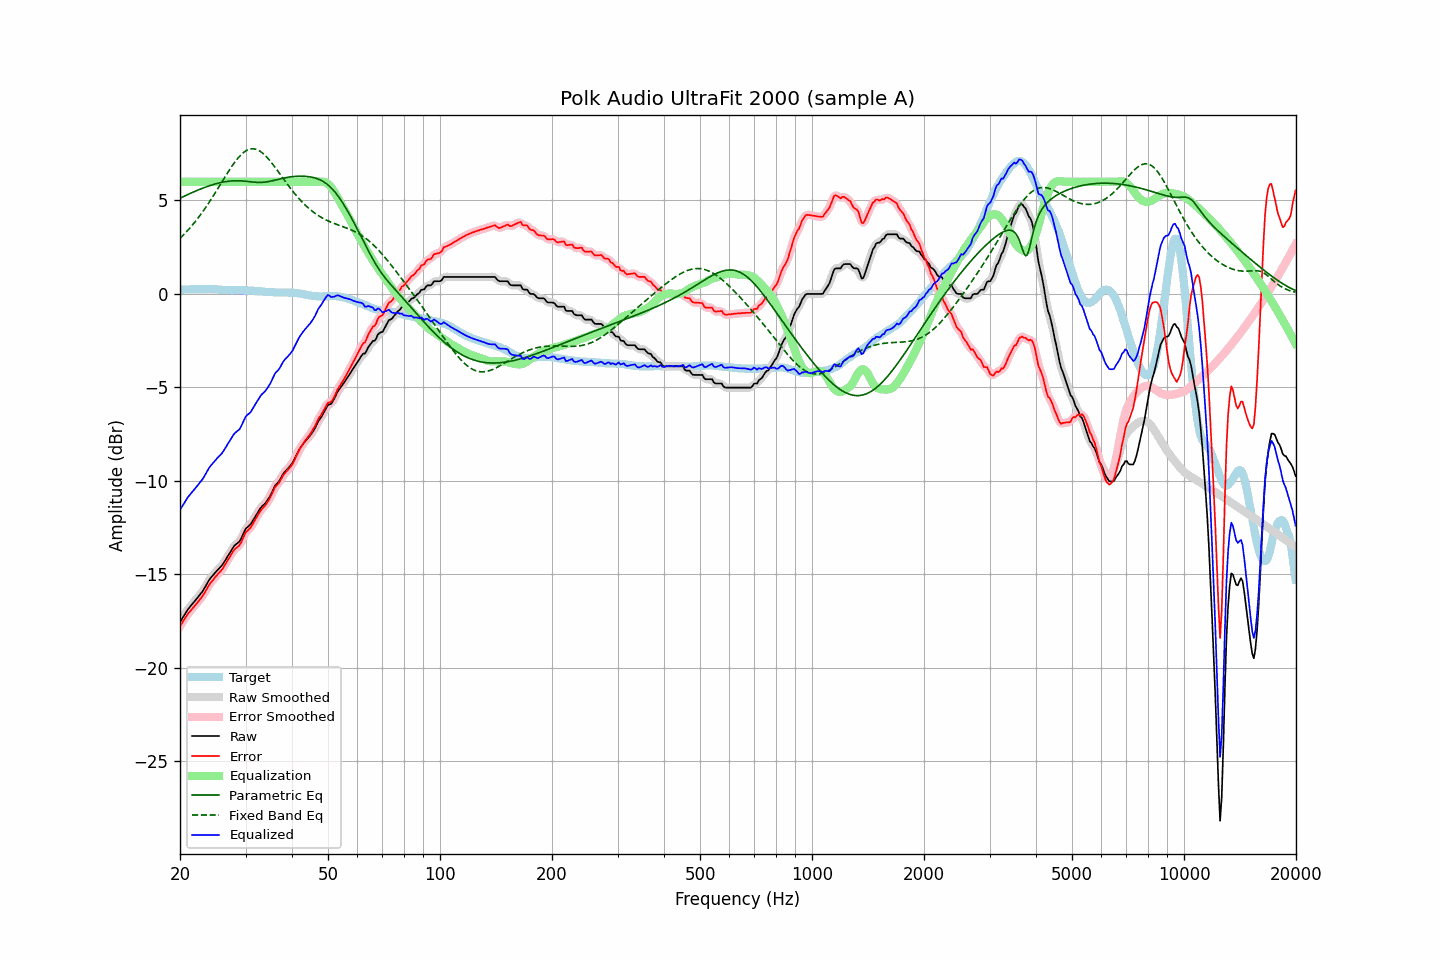 Polk Audio UltraFit 2000 (sample A)
Amplitude (dBr)
5
0
−5
−10
−15
−20
−25
Target
Raw Smoothed
Error Smoothed
Raw
Error
Equalization
Parametric Eq
Fixed Band Eq
Equalized
20 50 100 200 500 1000 2000 5000 10000 20000
Frequency (Hz)